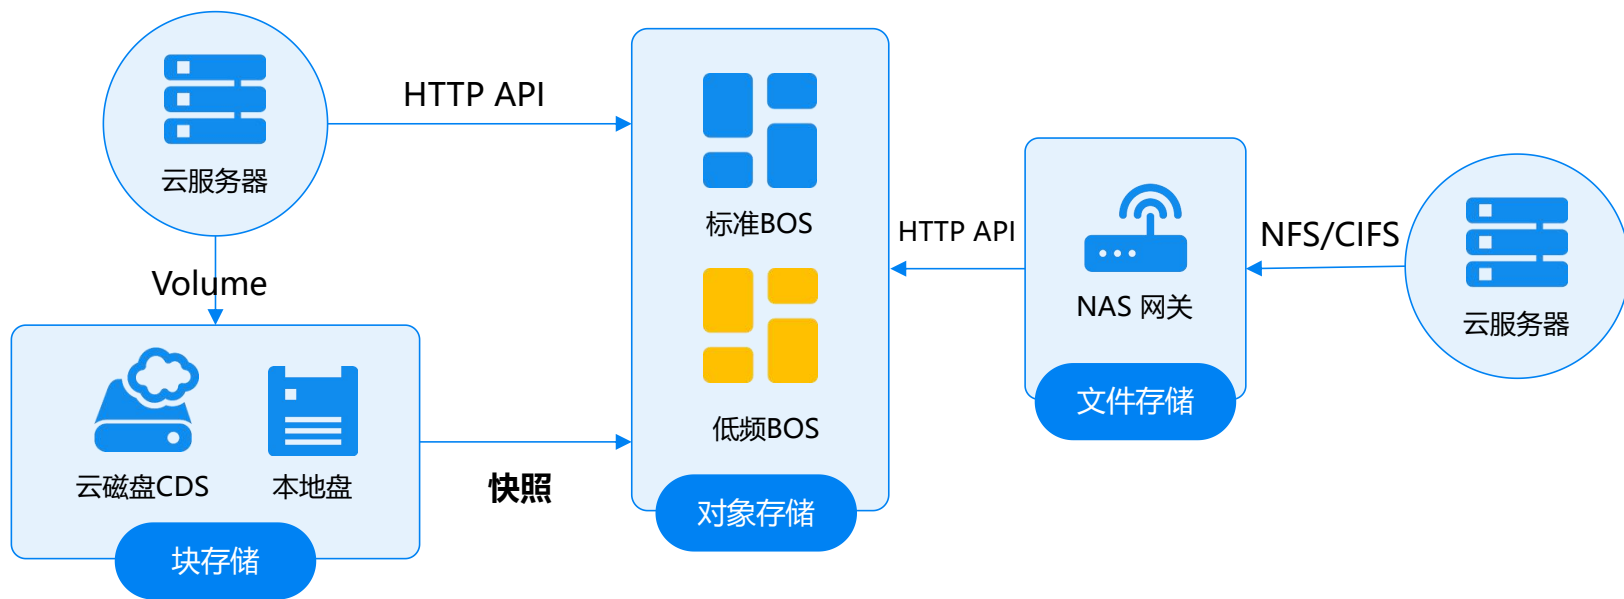 云服务器
HTTP API
Volume
云磁盘CDS
本地盘
块存储
快照
标准BOS
低频BOS
对象存储
HTTP API
NAS 网关
文件存储
NFS/CIFS
云服务器